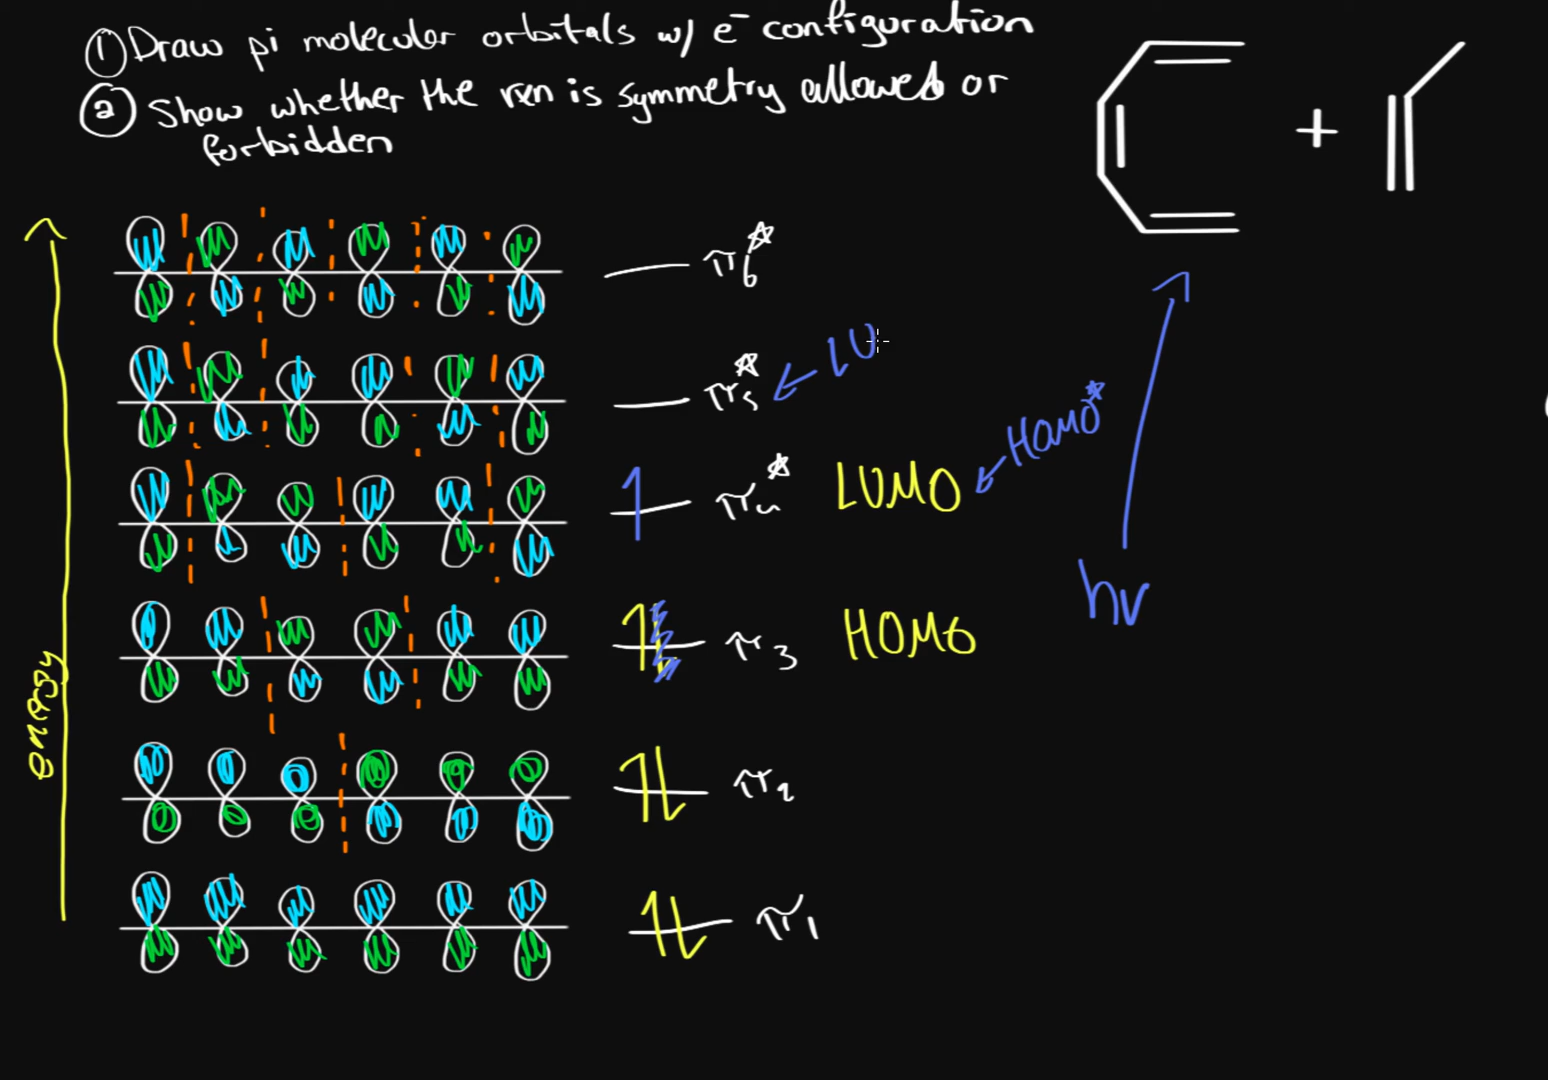 ① Draw pi molecular orbitals w/ e⁻ configuration
② Show whether the rxn is symmetry allowed or
forbidden
+
π6*
π5* ← LU
π4* LUMO ← HOMO*
hv
π3 HOMO
energy
π2
π1